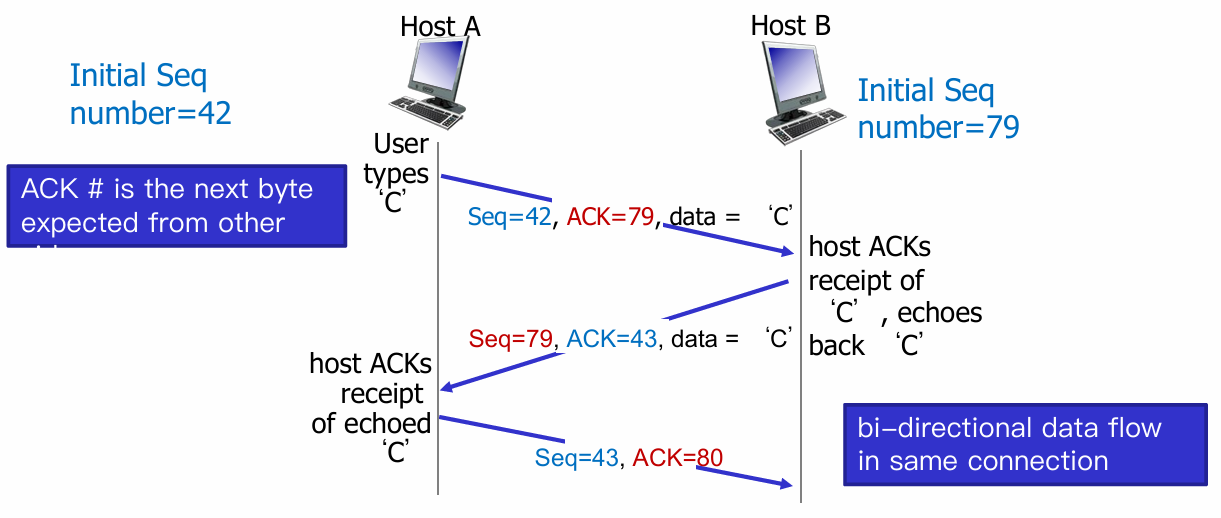 Host A
Host B
Initial Seq
number=42
Initial Seq
number=79
User
types
‘C’
ACK # is the next byte
expected from other
Seq=42, ACK=79, data = ‘C’
host ACKs
receipt of
‘C’ , echoes
back ‘C’
Seq=79, ACK=43, data = ‘C’
host ACKs
receipt
of echoed
‘C’
Seq=43, ACK=80
bi-directional data flow
in same connection